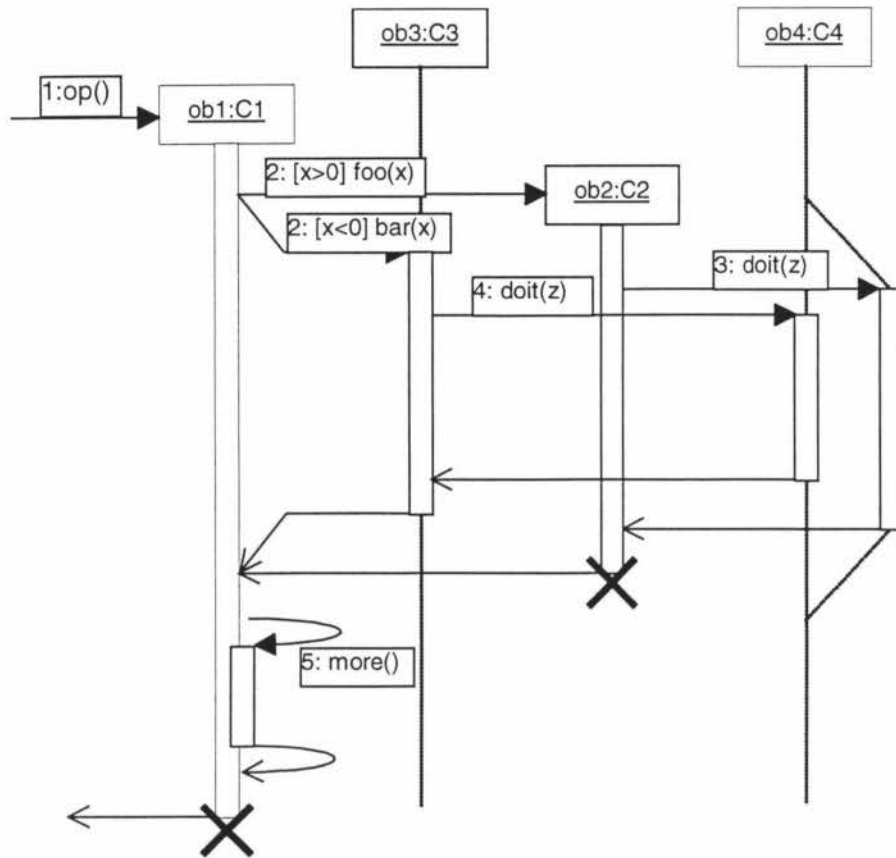 ob3:C3
ob4:C4
1:op()
ob1:C1
2: [x>0] foo(x)
ob2:C2
2: [x<0] bar(x)
3: doit(z)
4: doit(z)
5: more()